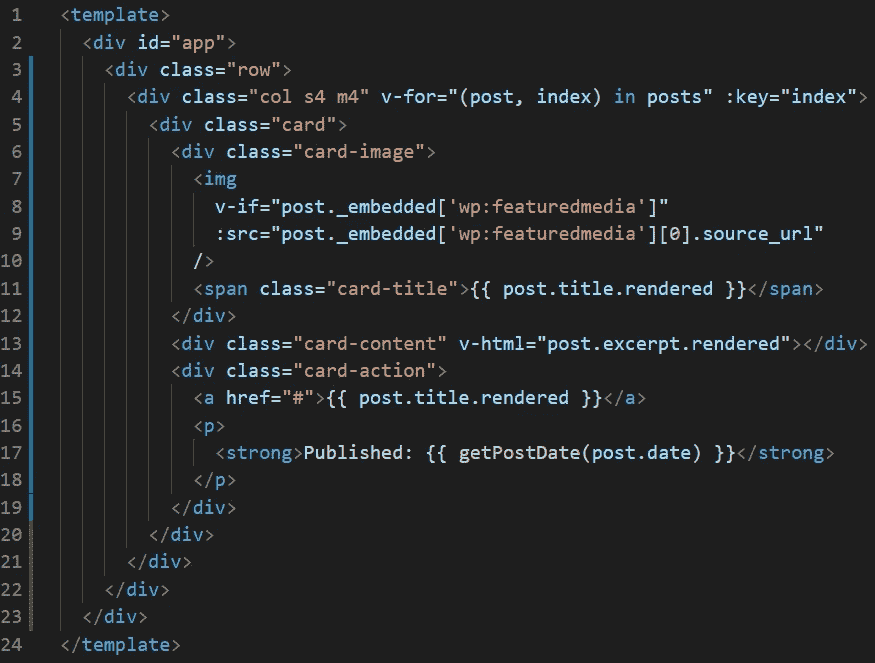 1 <template>
2   <div id="app">
3     <div class="row">
4       <div class="col s4 m4" v-for="(post, index) in posts" :key="index">
5         <div class="card">
6           <div class="card-image">
7             <img
8               v-if="post._embedded['wp:featuredmedia']"
9               :src="post._embedded['wp:featuredmedia'][0].source_url"
10             />
11             <span class="card-title">{{ post.title.rendered }}</span>
12           </div>
13           <div class="card-content" v-html="post.excerpt.rendered"></div>
14           <div class="card-action">
15             <a href="#">{{ post.title.rendered }}</a>
16             <p>
17               <strong>Published: {{ getPostDate(post.date) }}</strong>
18             </p>
19           </div>
20         </div>
21       </div>
22     </div>
23   </div>
24 </template>